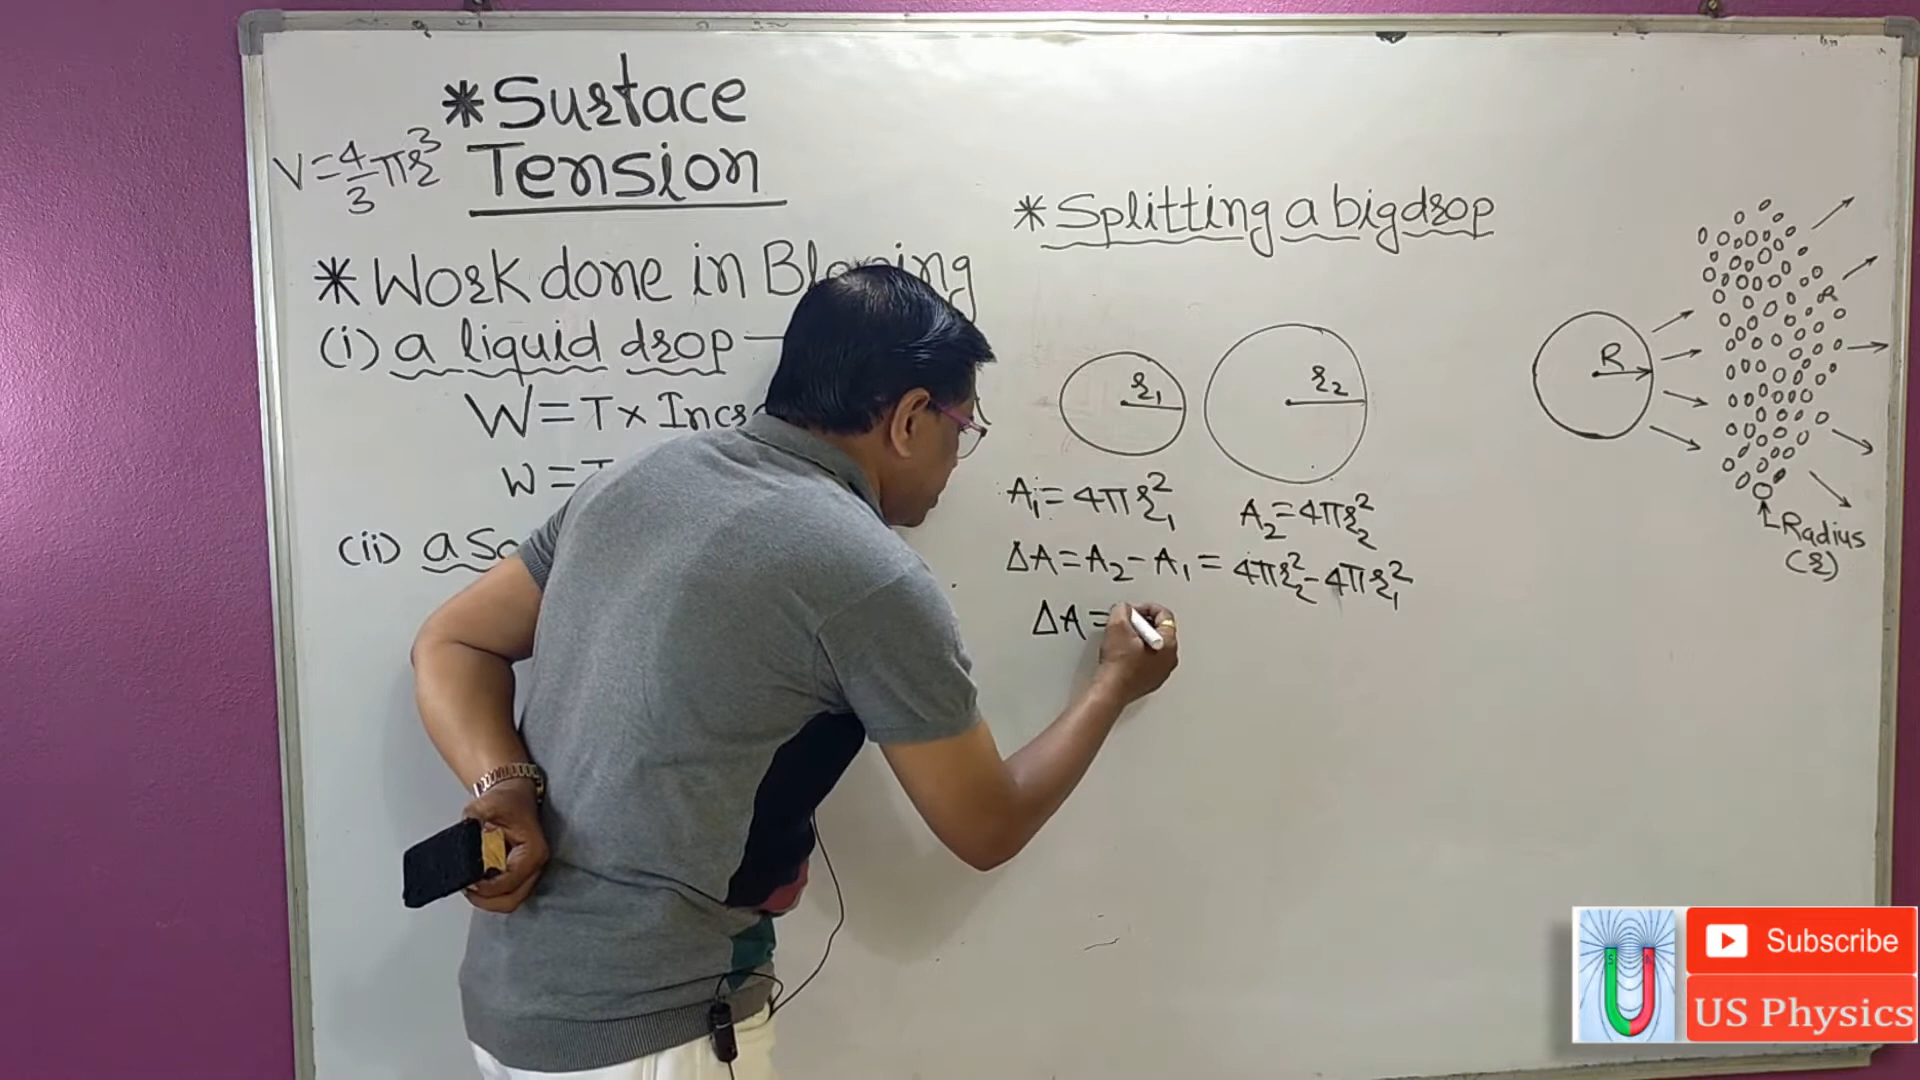 *Surface
Tension
V=4/3 πr³
*Work done in Blowing
(i) a liquid drop –
W=T×Incr
W=T
(ii) a So
*Splitting a big drop
r₁
r₂
A₁=4πr₁²
A₂=4πr₂²
ΔA=A₂-A₁=4πr₂²-4πr₁²
ΔA=
R
Radius
(r)
Subscribe
US Physics